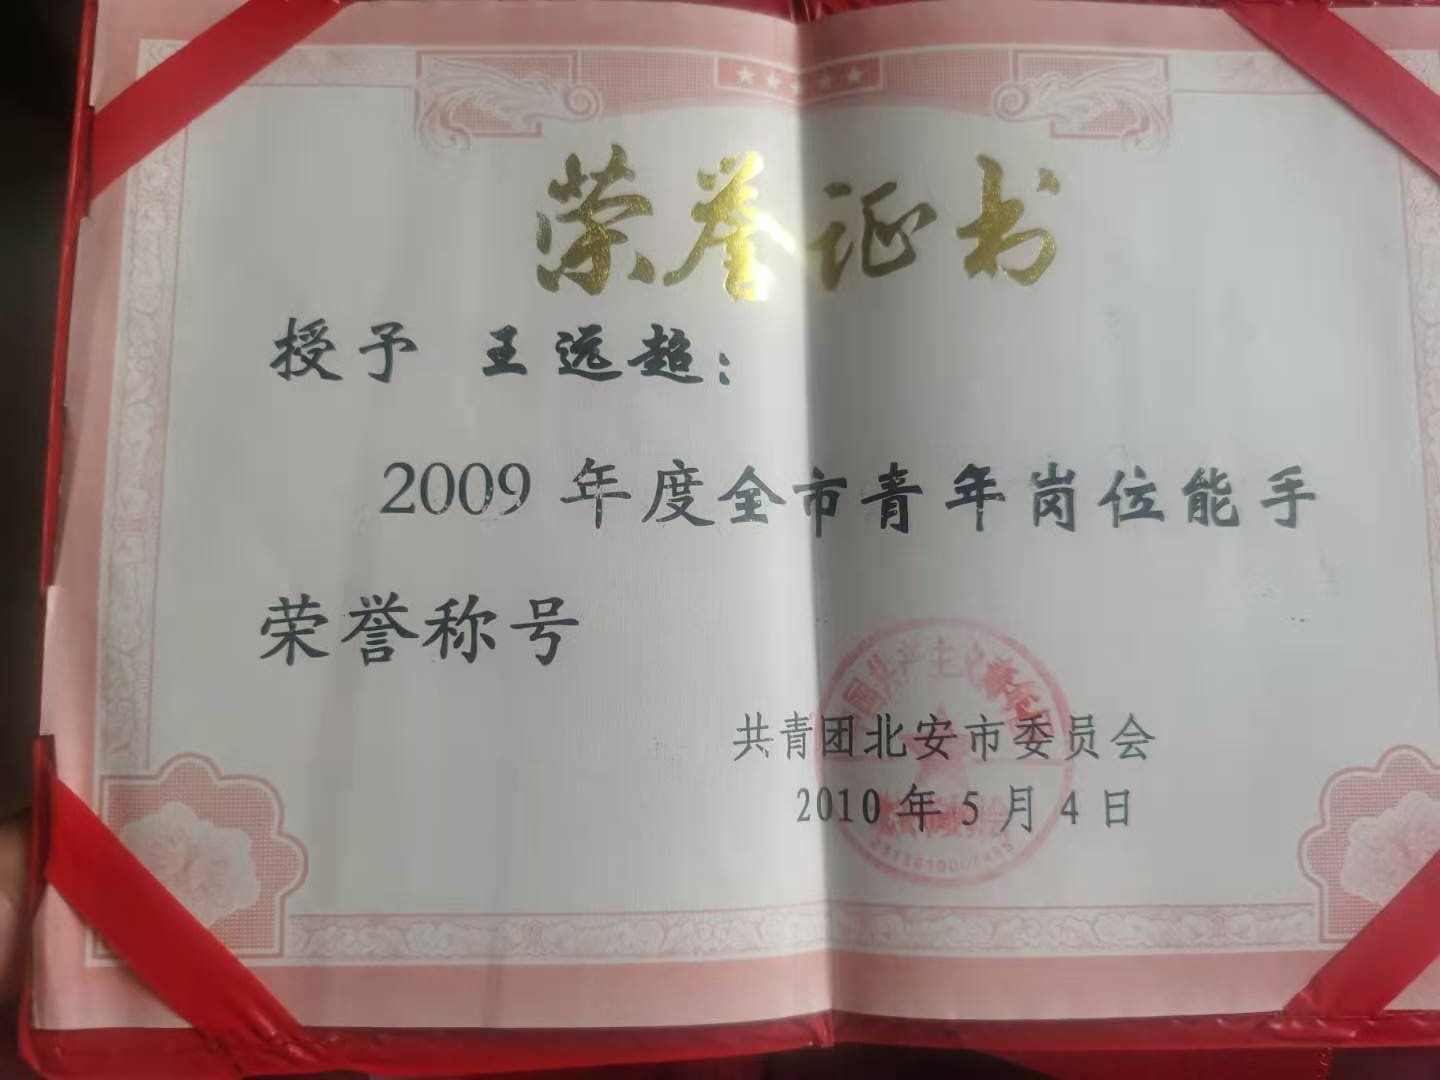 荣誉证书
授予 王远超：
2009 年度全市青年岗位能手
荣誉称号
共青团北安市委员会
2010 年 5 月 4 日